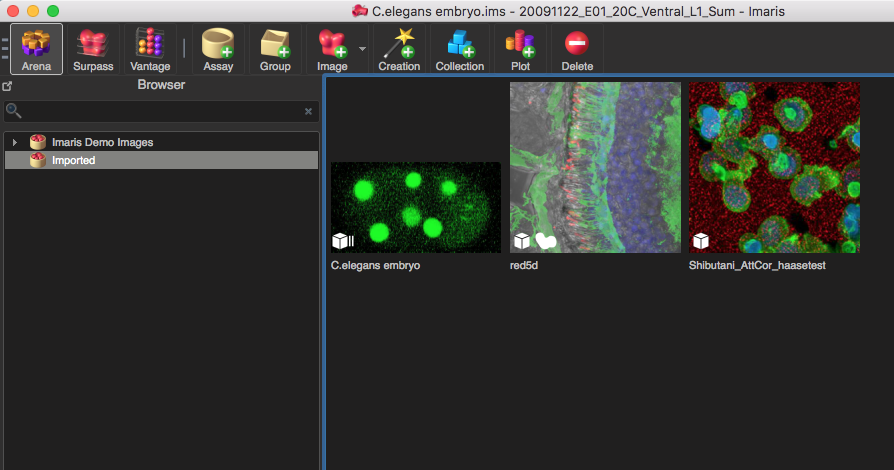 C.elegans embryo.ims - 20091122_E01_20C_Ventral_L1_Sum - Imaris
Arena Surpass Vantage Assay Group Image Creation Collection Plot Delete
Browser
Imaris Demo Images
Imported
C.elegans embryo red5d Shibutani_AttCor_haasetest